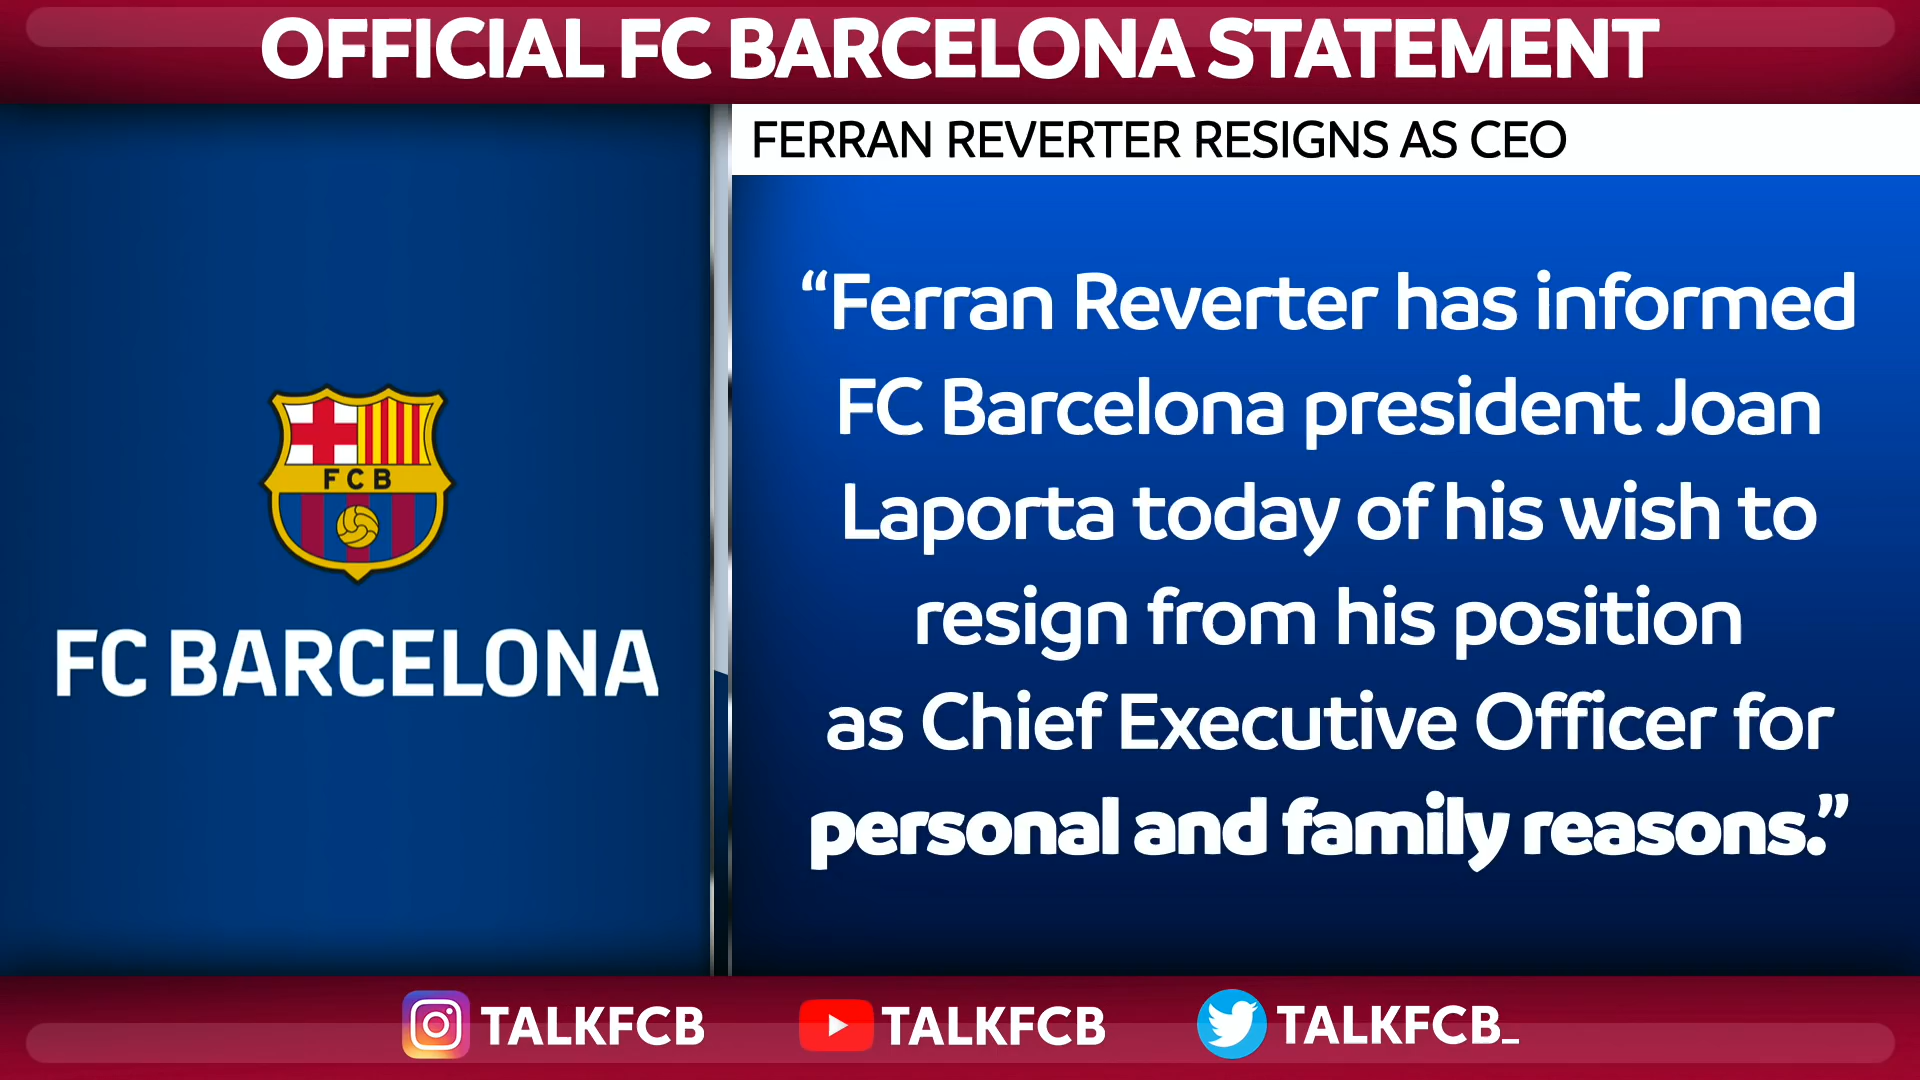 OFFICIAL FC BARCELONA STATEMENT
FCB
FC BARCELONA
FERRAN REVERTER RESIGNS AS CEO
“Ferran Reverter has informed
FC Barcelona president Joan
Laporta today of his wish to
resign from his position
as Chief Executive Officer for
personal and family reasons.”
TALKFCB TALKFCB TALKFCB_